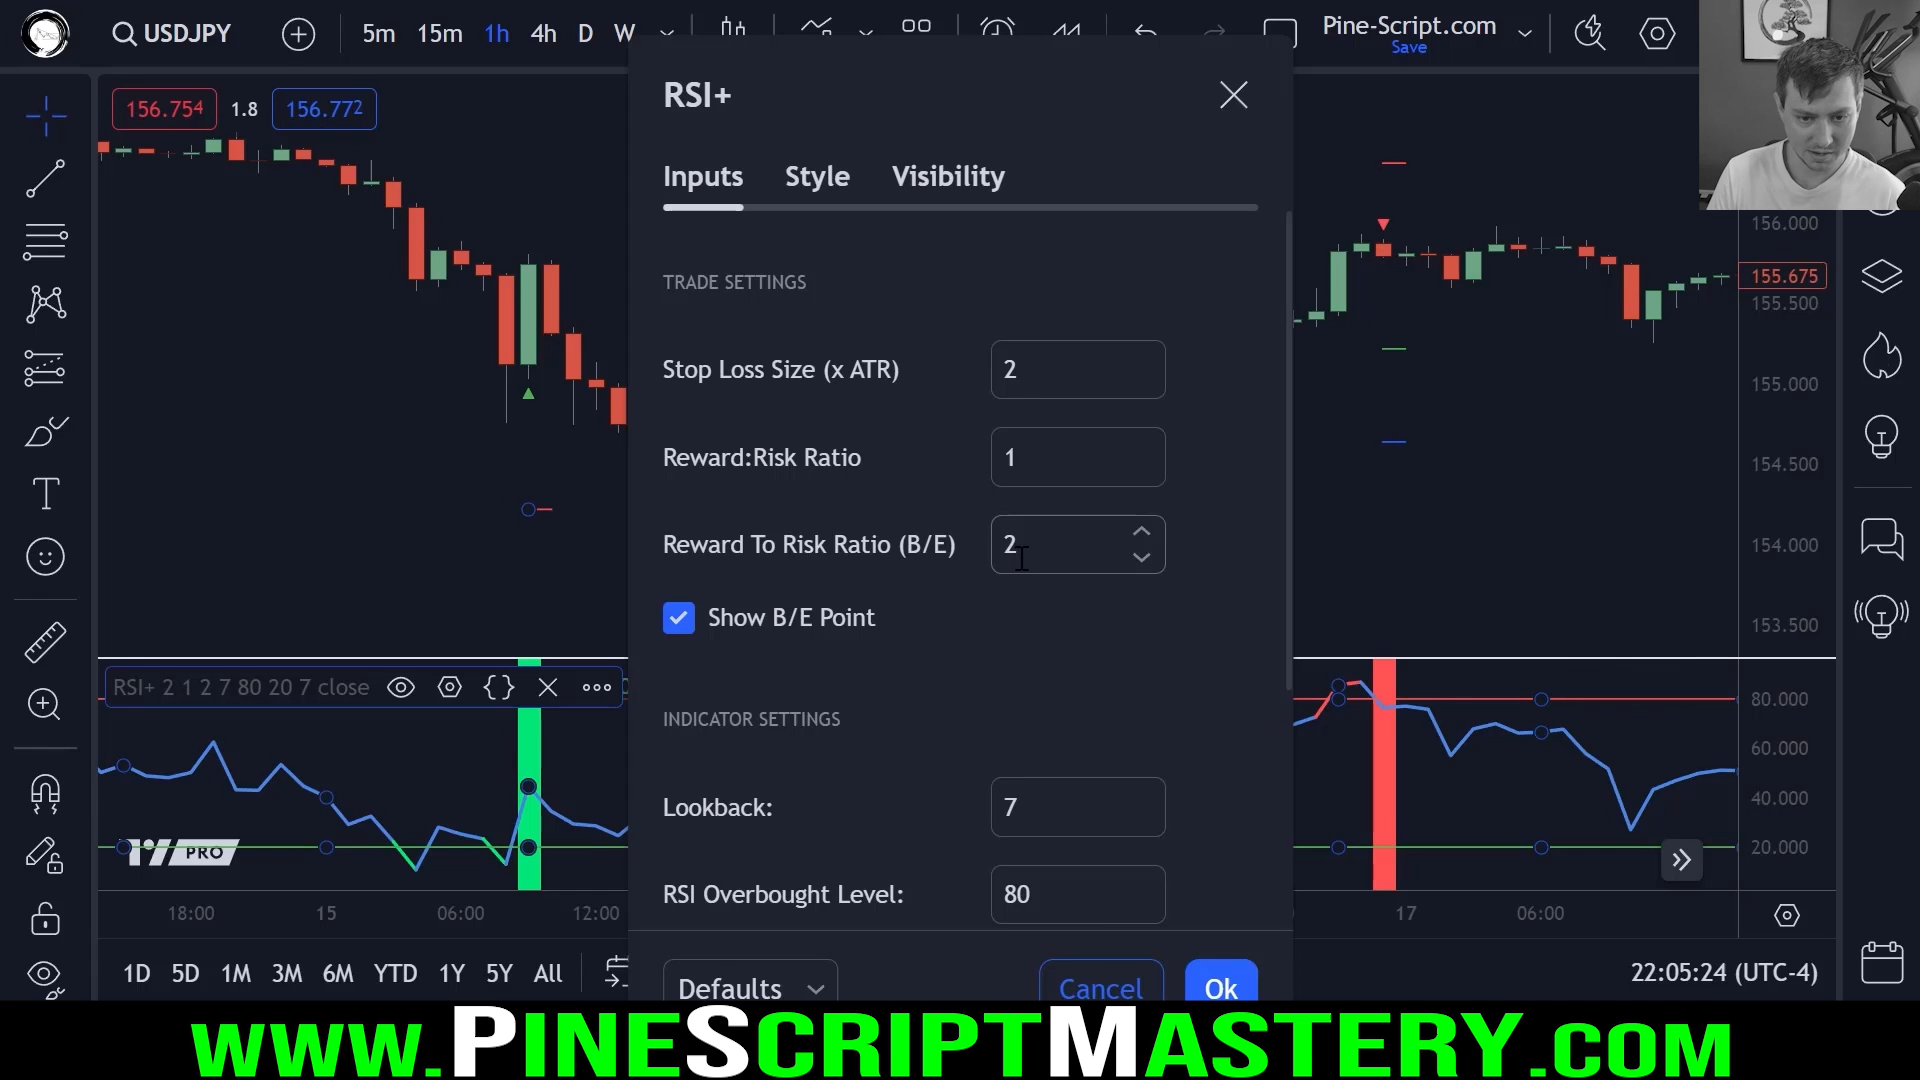 USDJPY
5m 15m 1h 4h D W
Pine-Script.com
Save
156.754 1.8 156.772
RSI+
Inputs Style Visibility
TRADE SETTINGS
Stop Loss Size (x ATR) 2
Reward:Risk Ratio 1
Reward To Risk Ratio (B/E) 2
Show B/E Point
INDICATOR SETTINGS
Lookback: 7
RSI Overbought Level: 80
Defaults Cancel Ok
156.000
155.675
155.500
155.000
154.500
154.000
153.500
RSI+ 2 1 2 7 80 20 7 close
80.000
60.000
40.000
20.000
PRO
18:00 15 06:00 12:00 17 06:00
1D 5D 1M 3M 6M YTD 1Y 5Y All
22:05:24 (UTC-4)
www.PineScriptMastery.com